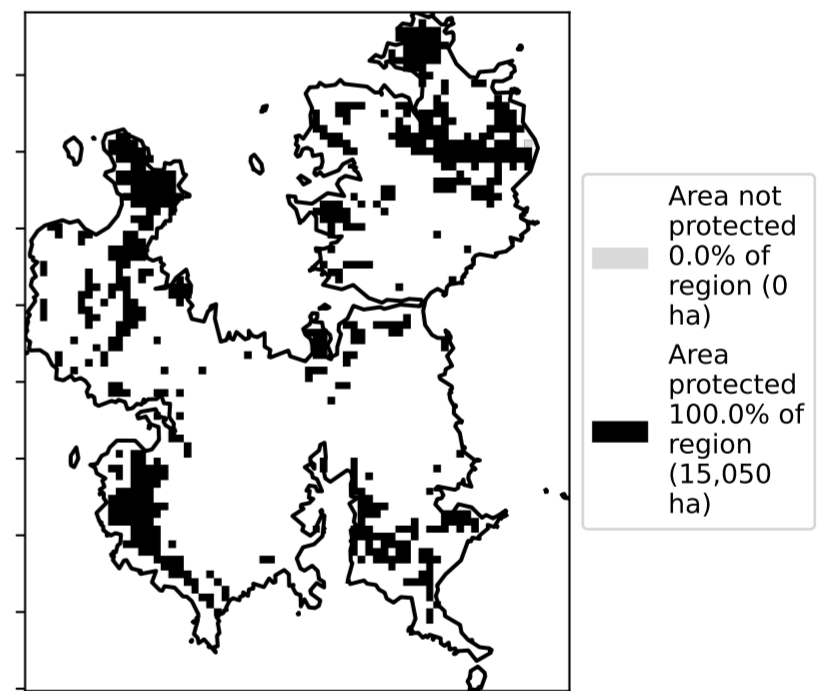 Area not
protected
0.0% of
region (0
ha)
Area
protected
100.0% of
region
(15,050
ha)